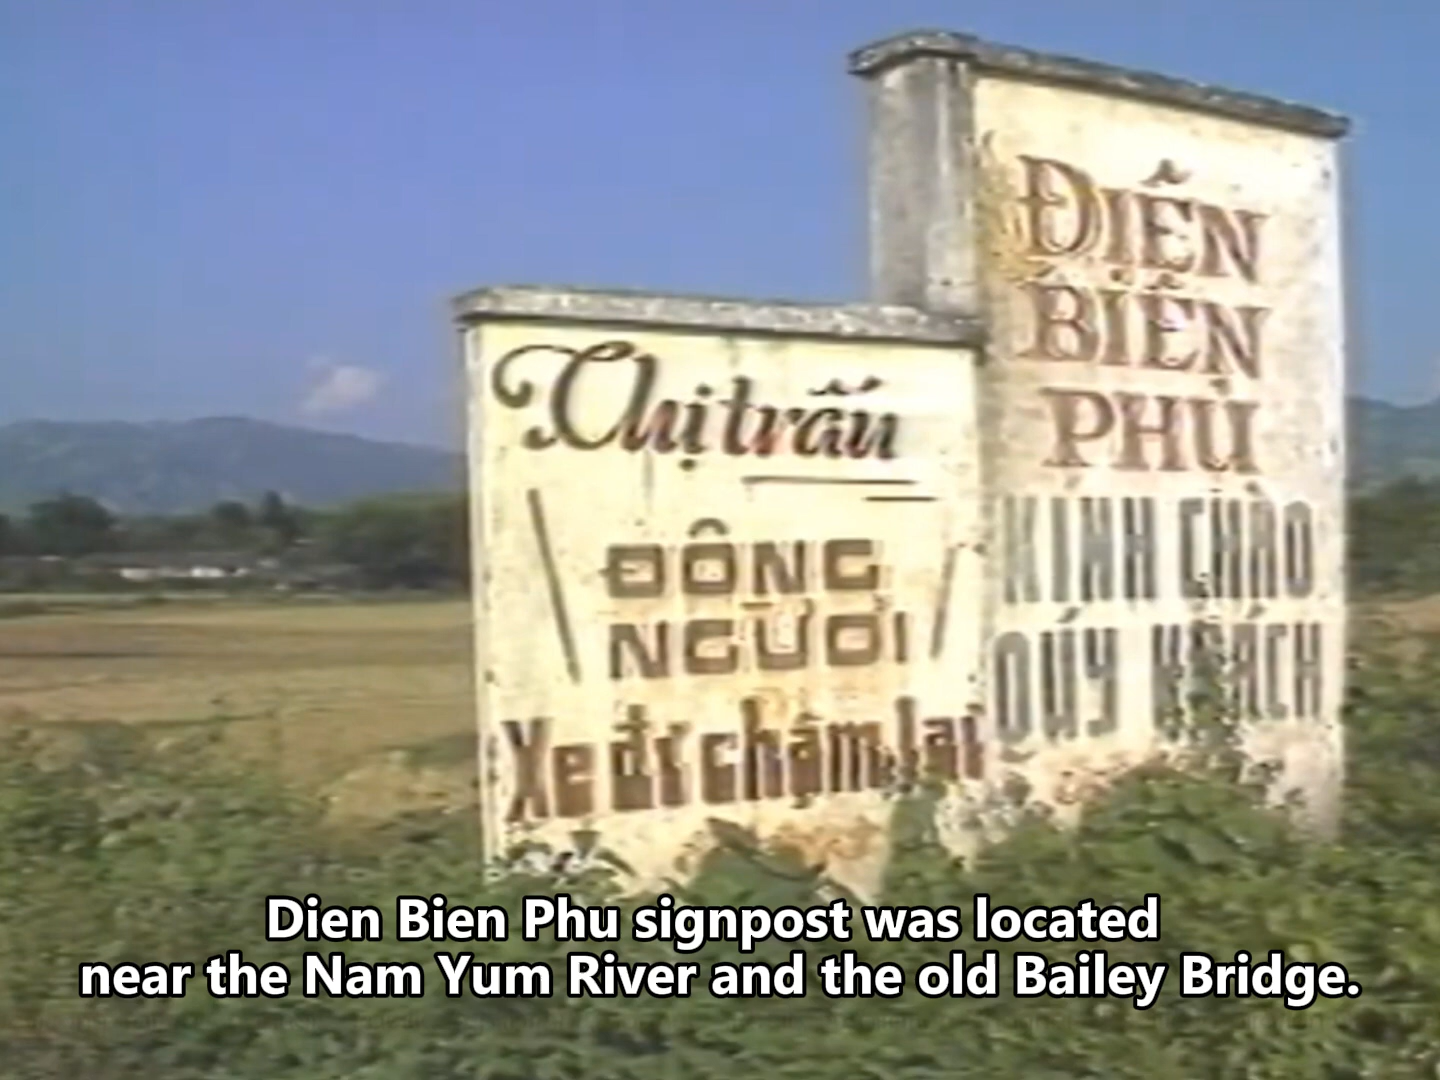 Thị trấn
ĐÔNG
NGƯỜI
Xe đi chậm lại
ĐIỆN
BIÊN
PHỦ
KÍNH CHÀO
QUÝ KHÁCH
Dien Bien Phu signpost was located
near the Nam Yum River and the old Bailey Bridge.